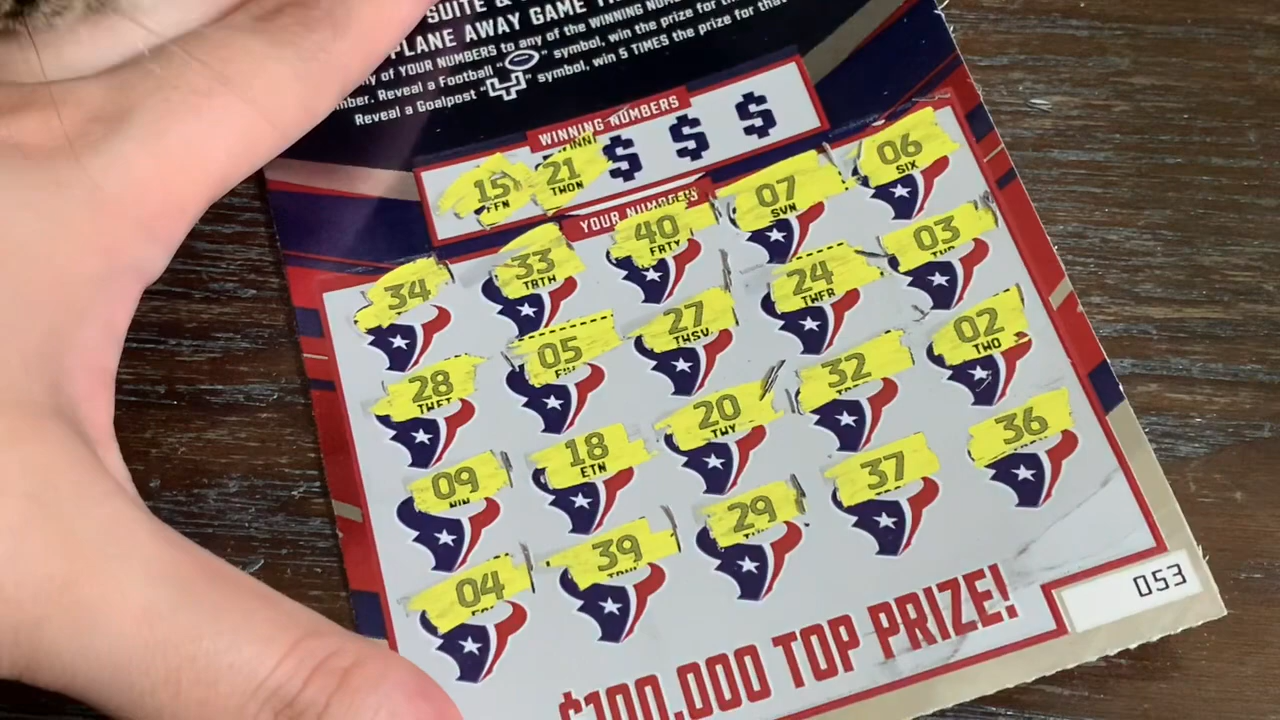 SUITE &
PLANE AWAY GAME
of YOUR NUMBERS to any of the WINNING
Reveal a Football " " symbol, win the prize for
Reveal a Goalpost " " symbol, win 5 TIMES the prize for that
WINNING NUMBERS
15 21 $ $ $
FFN TWON
YOUR NUMBERS
34 33 40 07 06
TRTH FRTY SVN SIX
28 05 27 24 03
TWET TWSV TWFR
09 18 20 32 02
ETN TWY TWO
04 39 29 37 36
$100,000 TOP PRIZE!
053